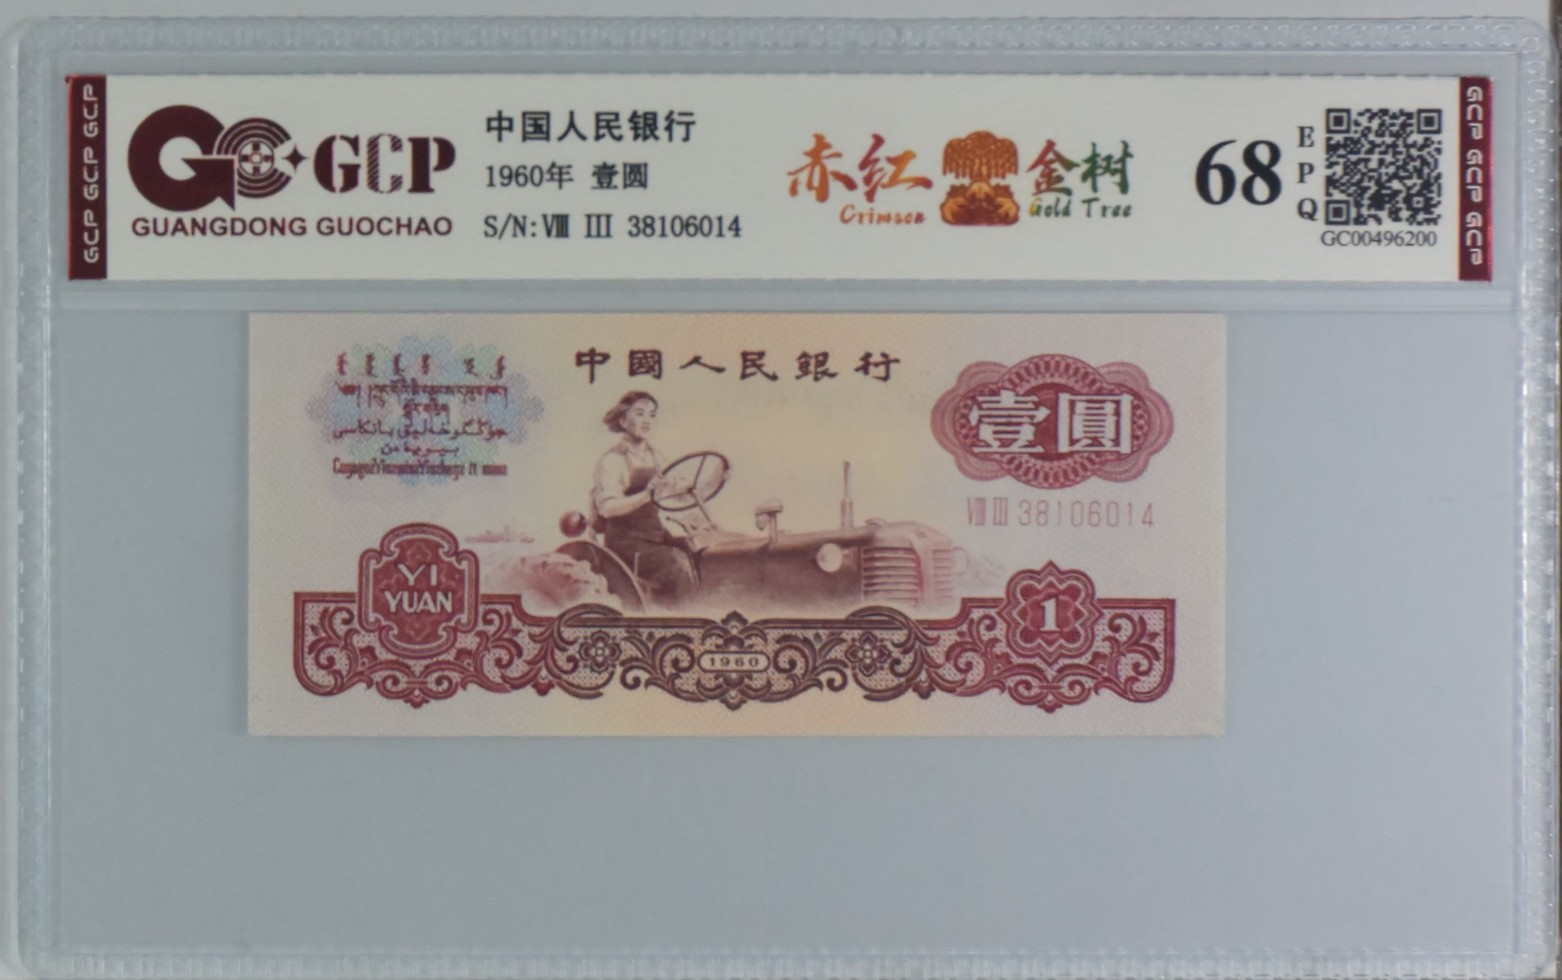 GCP GCP GCP
GCP
GUANGDONG GUOCHAO
中国人民银行
1960年 壹圆
S/N: VIII III 38106014
赤红 金树
Crimson Gold Tree
68
EPQ
GC00496200
GCP GCP GCP
中國人民銀行
壹圓
VIII III 38106014
YI
YUAN
1
1960